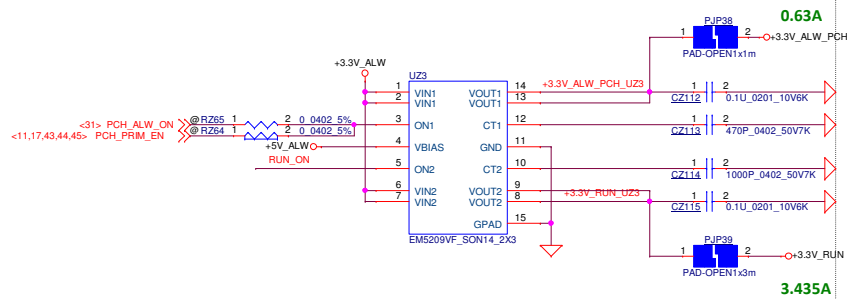 0.63A
PJP38
1 2
+3.3V_ALW_PCH
PAD-OPEN1x1m
+3.3V_ALW
UZ3
1 VIN1 VOUT1 14 +3.3V_ALW_PCH_UZ3
2 VIN1 VOUT1 13
CZ112 1 2 0.1U_0201_10V6K
<31> PCH_ALW_ON @ RZ65 1 2 0_0402_5%
<11,17,43,44,45> PCH_PRIM_EN @ RZ64 1 2 0_0402_5%
3 ON1 CT1 12
CZ113 1 2 470P_0402_50V7K
+5V_ALW 4 VBIAS GND 11
RUN_ON 5 ON2 CT2 10
CZ114 1 2 1000P_0402_50V7K
6 VIN2 VOUT2 9
7 VIN2 VOUT2 8 +3.3V_RUN_UZ3
CZ115 1 2 0.1U_0201_10V6K
GPAD 15
EM5209VF_SON14_2X3
PJP39
1 2
+3.3V_RUN
PAD-OPEN1x3m
3.435A